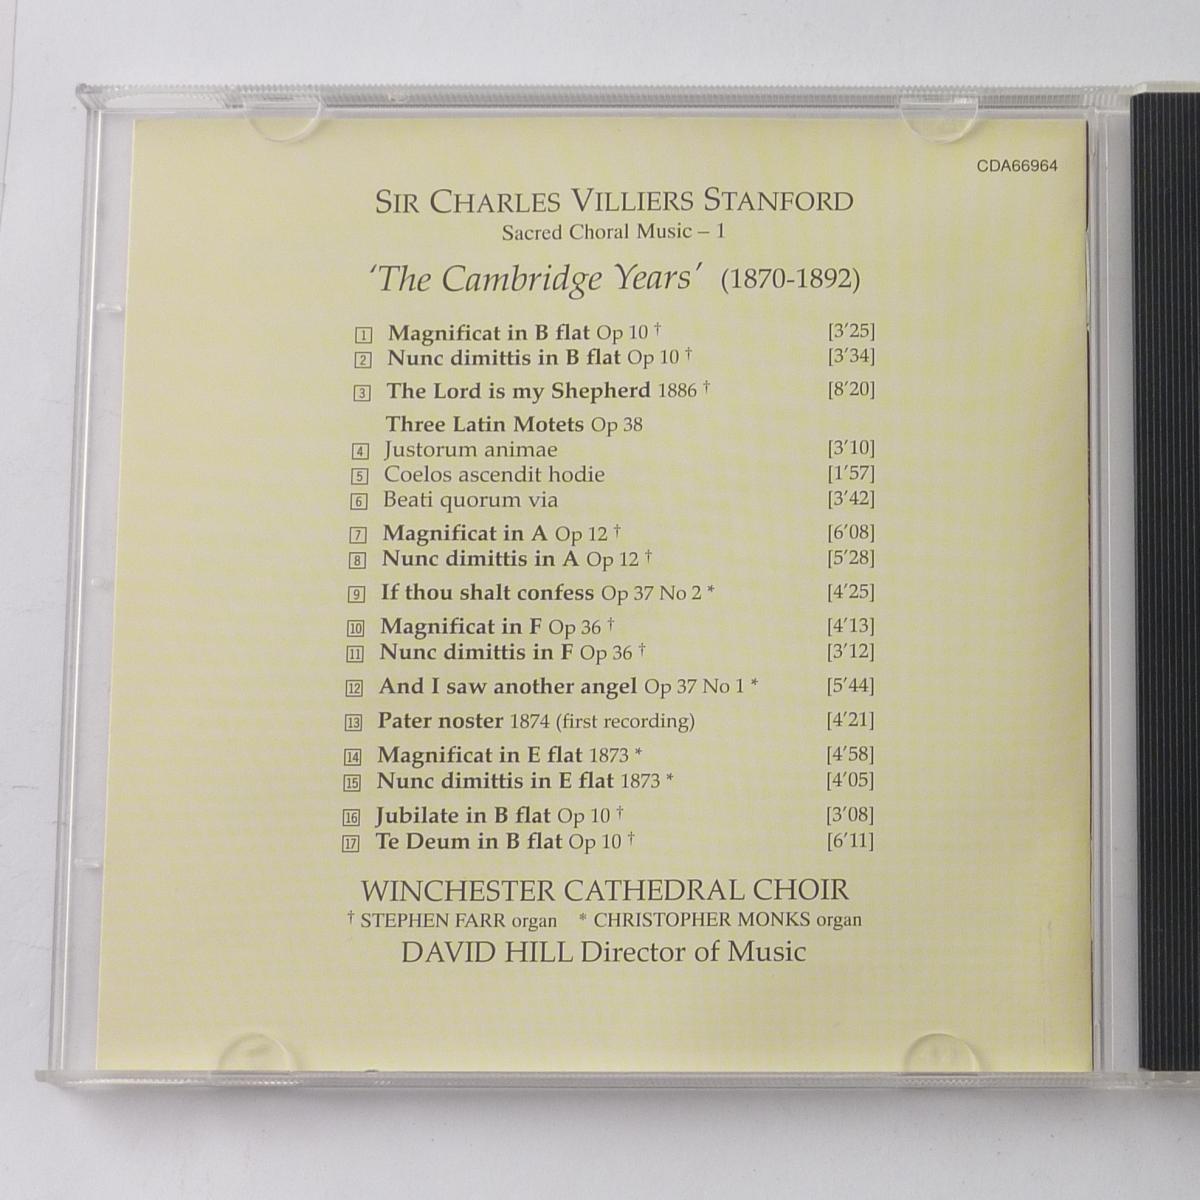 CDA66964
SIR CHARLES VILLIERS STANFORD
Sacred Choral Music – 1
‘The Cambridge Years’ (1870-1892)
1 Magnificat in B flat Op 10 † [3’25]
2 Nunc dimittis in B flat Op 10 † [3’34]
3 The Lord is my Shepherd 1886 † [8’20]
Three Latin Motets Op 38
4 Justorum animae [3’10]
5 Coelos ascendit hodie [1’57]
6 Beati quorum via [3’42]
7 Magnificat in A Op 12 † [6’08]
8 Nunc dimittis in A Op 12 † [5’28]
9 If thou shalt confess Op 37 No 2 * [4’25]
10 Magnificat in F Op 36 † [4’13]
11 Nunc dimittis in F Op 36 † [3’12]
12 And I saw another angel Op 37 No 1 * [5’44]
13 Pater noster 1874 (first recording) [4’21]
14 Magnificat in E flat 1873 * [4’58]
15 Nunc dimittis in E flat 1873 * [4’05]
16 Jubilate in B flat Op 10 † [3’08]
17 Te Deum in B flat Op 10 † [6’11]
WINCHESTER CATHEDRAL CHOIR
† STEPHEN FARR organ * CHRISTOPHER MONKS organ
DAVID HILL Director of Music